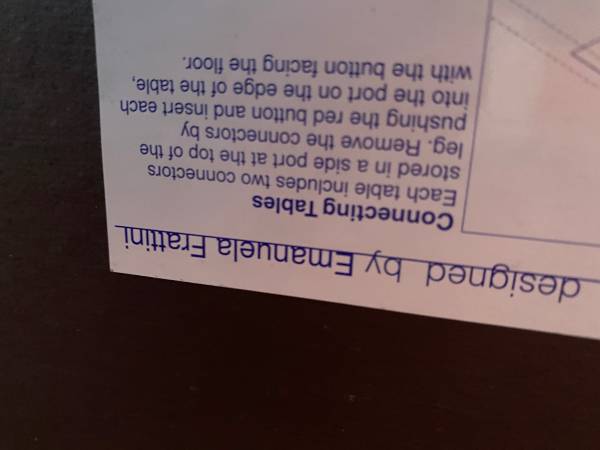 designed by Emanuela Frattini
Connecting Tables
Each table includes two connectors
stored in a side port at the top of the
leg. Remove the connectors by
pushing the red button and insert each
into the port on the edge of the table,
with the button facing the floor.